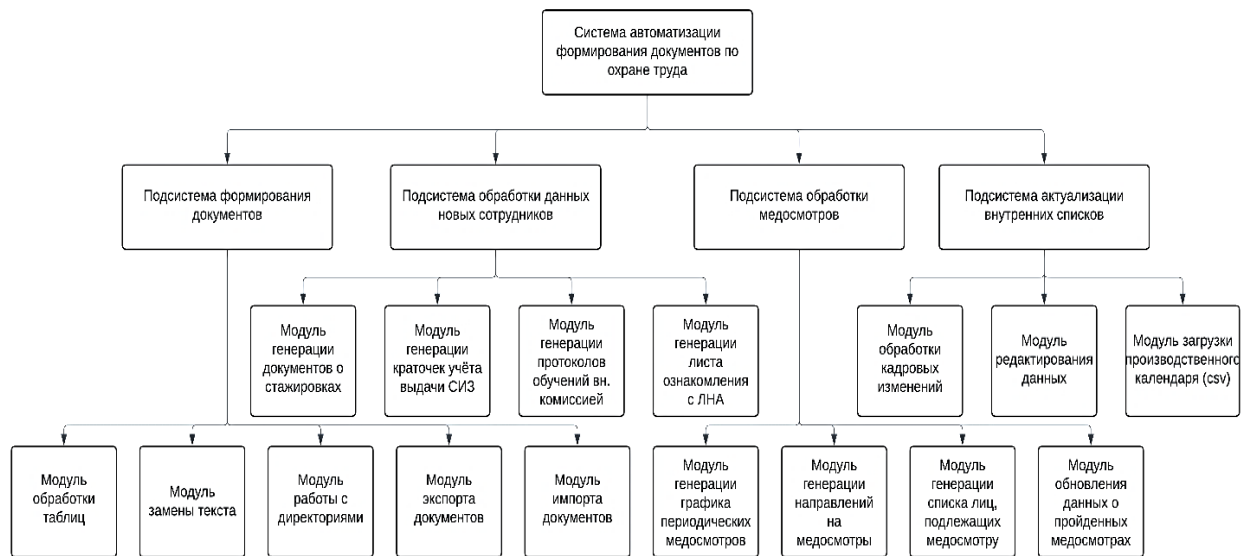 Система автоматизации
формирования документов по
охране труда
Подсистема формирования
документов
Подсистема обработки данных
новых сотрудников
Подсистема обработки
медосмотров
Подсистема актуализации
внутренних списков
Модуль
генерации
документов о
стажировках
Модуль
генерации
краточек учёта
выдачи СИЗ
Модуль
генерации
протоколов
обучений вн.
комиссией
Модуль
генерации
листа
ознакомления
с ЛНА
Модуль
обработки
кадровых
изменений
Модуль
редактирования
данных
Модуль загрузки
производственного
календаря (csv)
Модуль
обработки
таблиц
Модуль
замены текста
Модуль
работы с
директориями
Модуль
экспорта
документов
Модуль
импорта
документов
Модуль
генерации
графика
периодических
медосмотров
Модуль
генерации
направлений
на
медосмотры
Модуль
генерации
списка лиц,
подлежащих
медосмотру
Модуль
обновления
данных о
пройденных
медосмотрах